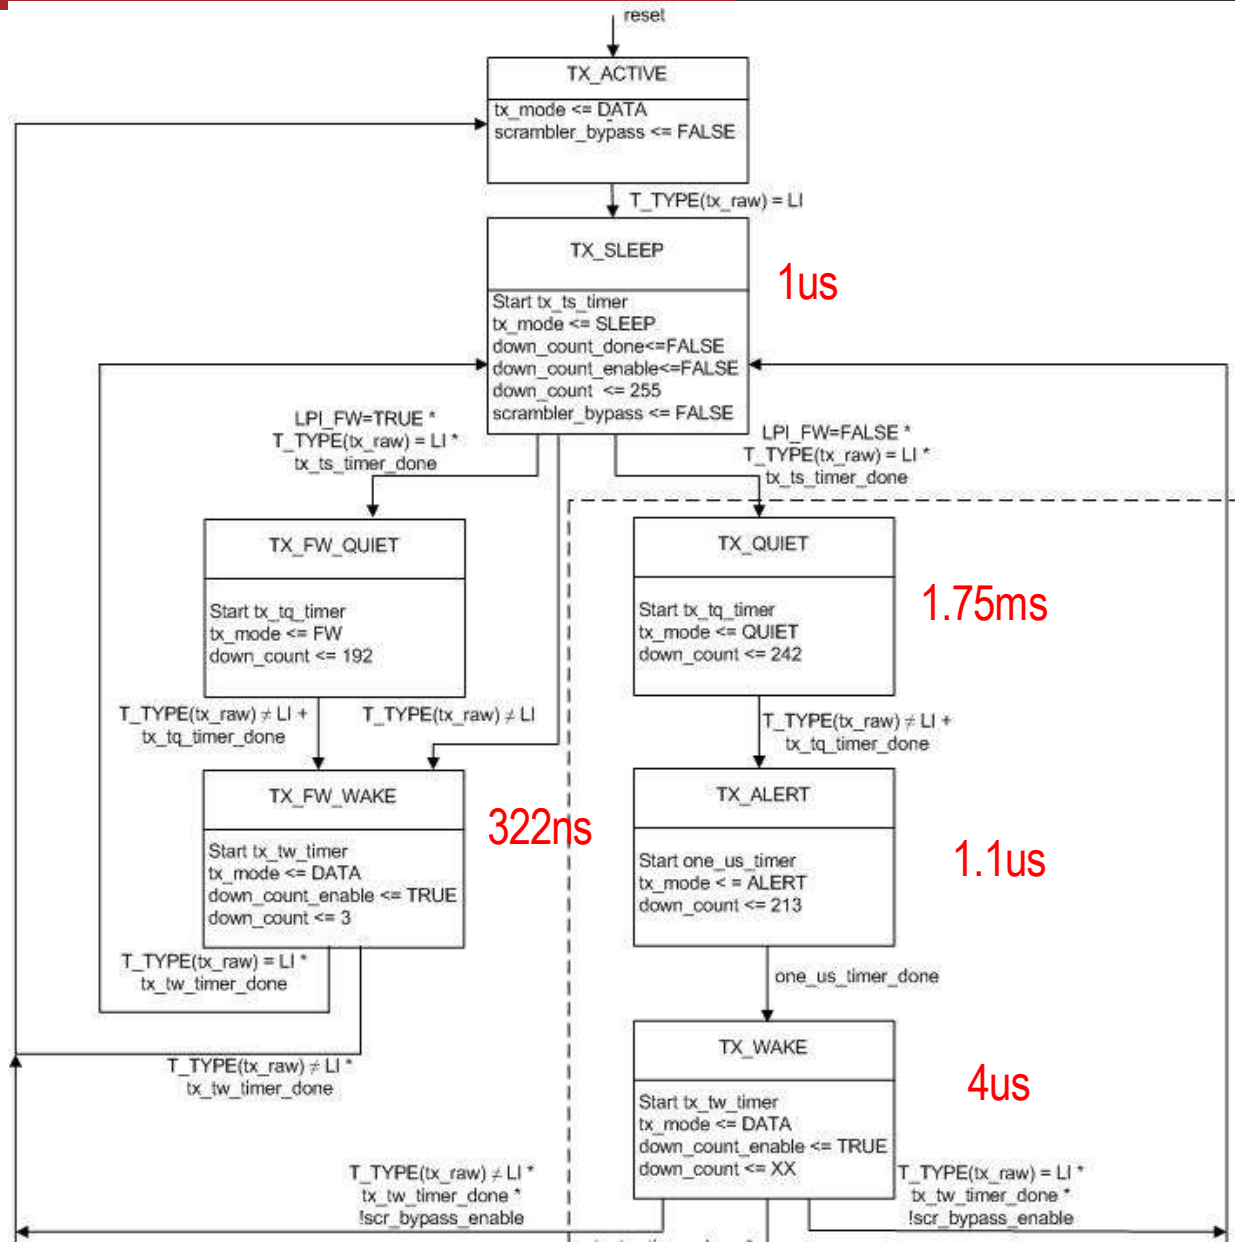 reset
TX_ACTIVE
tx_mode <= DATA
scrambler_bypass <= FALSE
T_TYPE(tx_raw) = LI
TX_SLEEP
1us
Start tx_ts_timer
tx_mode <= SLEEP
down_count_done<=FALSE
down_count_enable<=FALSE
down_count <= 255
scrambler_bypass <= FALSE
LPI_FW=TRUE *
T_TYPE(tx_raw) = LI *
tx_ts_timer_done
LPI_FW=FALSE *
T_TYPE(tx_raw) = LI *
tx_ts_timer_done
TX_FW_QUIET
Start tx_tq_timer
tx_mode <= FW
down_count <= 192
TX_QUIET
1.75ms
Start tx_tq_timer
tx_mode <= QUIET
down_count <= 242
T_TYPE(tx_raw) ≠ LI +
tx_tq_timer_done
T_TYPE(tx_raw) ≠ LI
T_TYPE(tx_raw) ≠ LI +
tx_tq_timer_done
TX_FW_WAKE
322ns
Start tx_tw_timer
tx_mode <= DATA
down_count_enable <= TRUE
down_count <= 3
TX_ALERT
1.1us
Start one_us_timer
tx_mode < = ALERT
down_count <= 213
T_TYPE(tx_raw) = LI *
tx_tw_timer_done
one_us_timer_done
T_TYPE(tx_raw) ≠ LI *
tx_tw_timer_done
TX_WAKE
4us
Start tx_tw_timer
tx_mode <= DATA
down_count_enable <= TRUE
down_count <= XX
T_TYPE(tx_raw) ≠ LI *
tx_tw_timer_done *
!scr_bypass_enable
T_TYPE(tx_raw) = LI *
tx_tw_timer_done *
!scr_bypass_enable